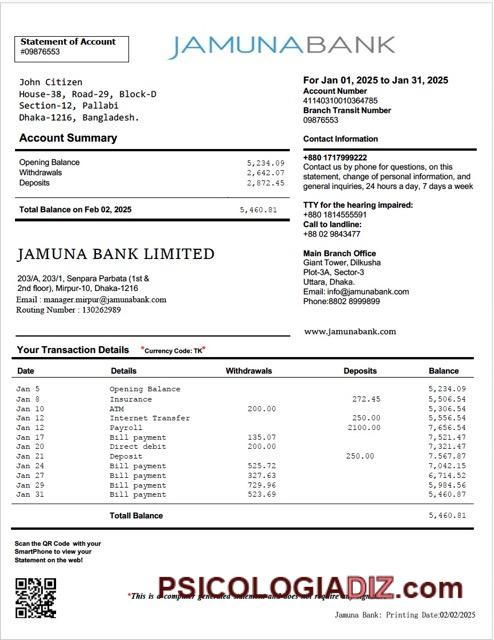 Statement of Account
#09876553
JAMUNABANK
John Citizen
House-38, Road-29, Block-D
Section-12, Pallabi
Dhaka-1216, Bangladesh.
For Jan 01, 2025 to Jan 31, 2025
Account Number
41140310010364785
Branch Transit Number
09876553
Account Summary
Opening Balance 5,234.09
Withdrawals 2,642.07
Deposits 2,872.45
Total Balance on Feb 02, 2025 5,460.81
Contact Information
+880 1717999222
Contact us by phone for questions, on this
statement, change of personal information, and
general inquiries, 24 hours a day, 7 days a week
TTY for the hearing impaired:
+880 1814555591
Call to landline:
+88 02 9843477
JAMUNA BANK LIMITED
203/A, 203/1, Senpara Parbata (1st &
2nd floor), Mirpur-10, Dhaka-1216
Email : manager.mirpur@jamunabank.com
Routing Number : 130262989
Main Branch Office
Giant Tower, Dilkusha
Plot-3A, Sector-3
Uttara, Dhaka.
Email: info@jamunabank.com
Phone:8802 8999899
www.jamunabank.com
Your Transaction Details *Currency Code: TK*
Date Details Withdrawals Deposits Balance
Jan 5 Opening Balance 5,234.09
Jan 8 Insurance 272.45 5,506.54
Jan 10 ATM 200.00 5,306.54
Jan 12 Internet Transfer 250.00 5,556.54
Jan 12 Payroll 2100.00 7,656.54
Jan 17 Bill payment 135.07 7,521.47
Jan 20 Direct debit 200.00 7,321.47
Jan 21 Deposit 250.00 7.567.87
Jan 24 Bill payment 525.72 7,042.15
Jan 27 Bill payment 327.63 6,714.52
Jan 29 Bill payment 729.96 5,984.56
Jan 31 Bill payment 523.69 5,460.87
Totall Balance 5,460.81
Scan the QR Code with your
SmartPhone to view your
Statement on the web!
*This is a computer generated statement and does not require any
PSICOLOGIADIZ.com
Jamuna Bank: Printing Date:02/02/2025